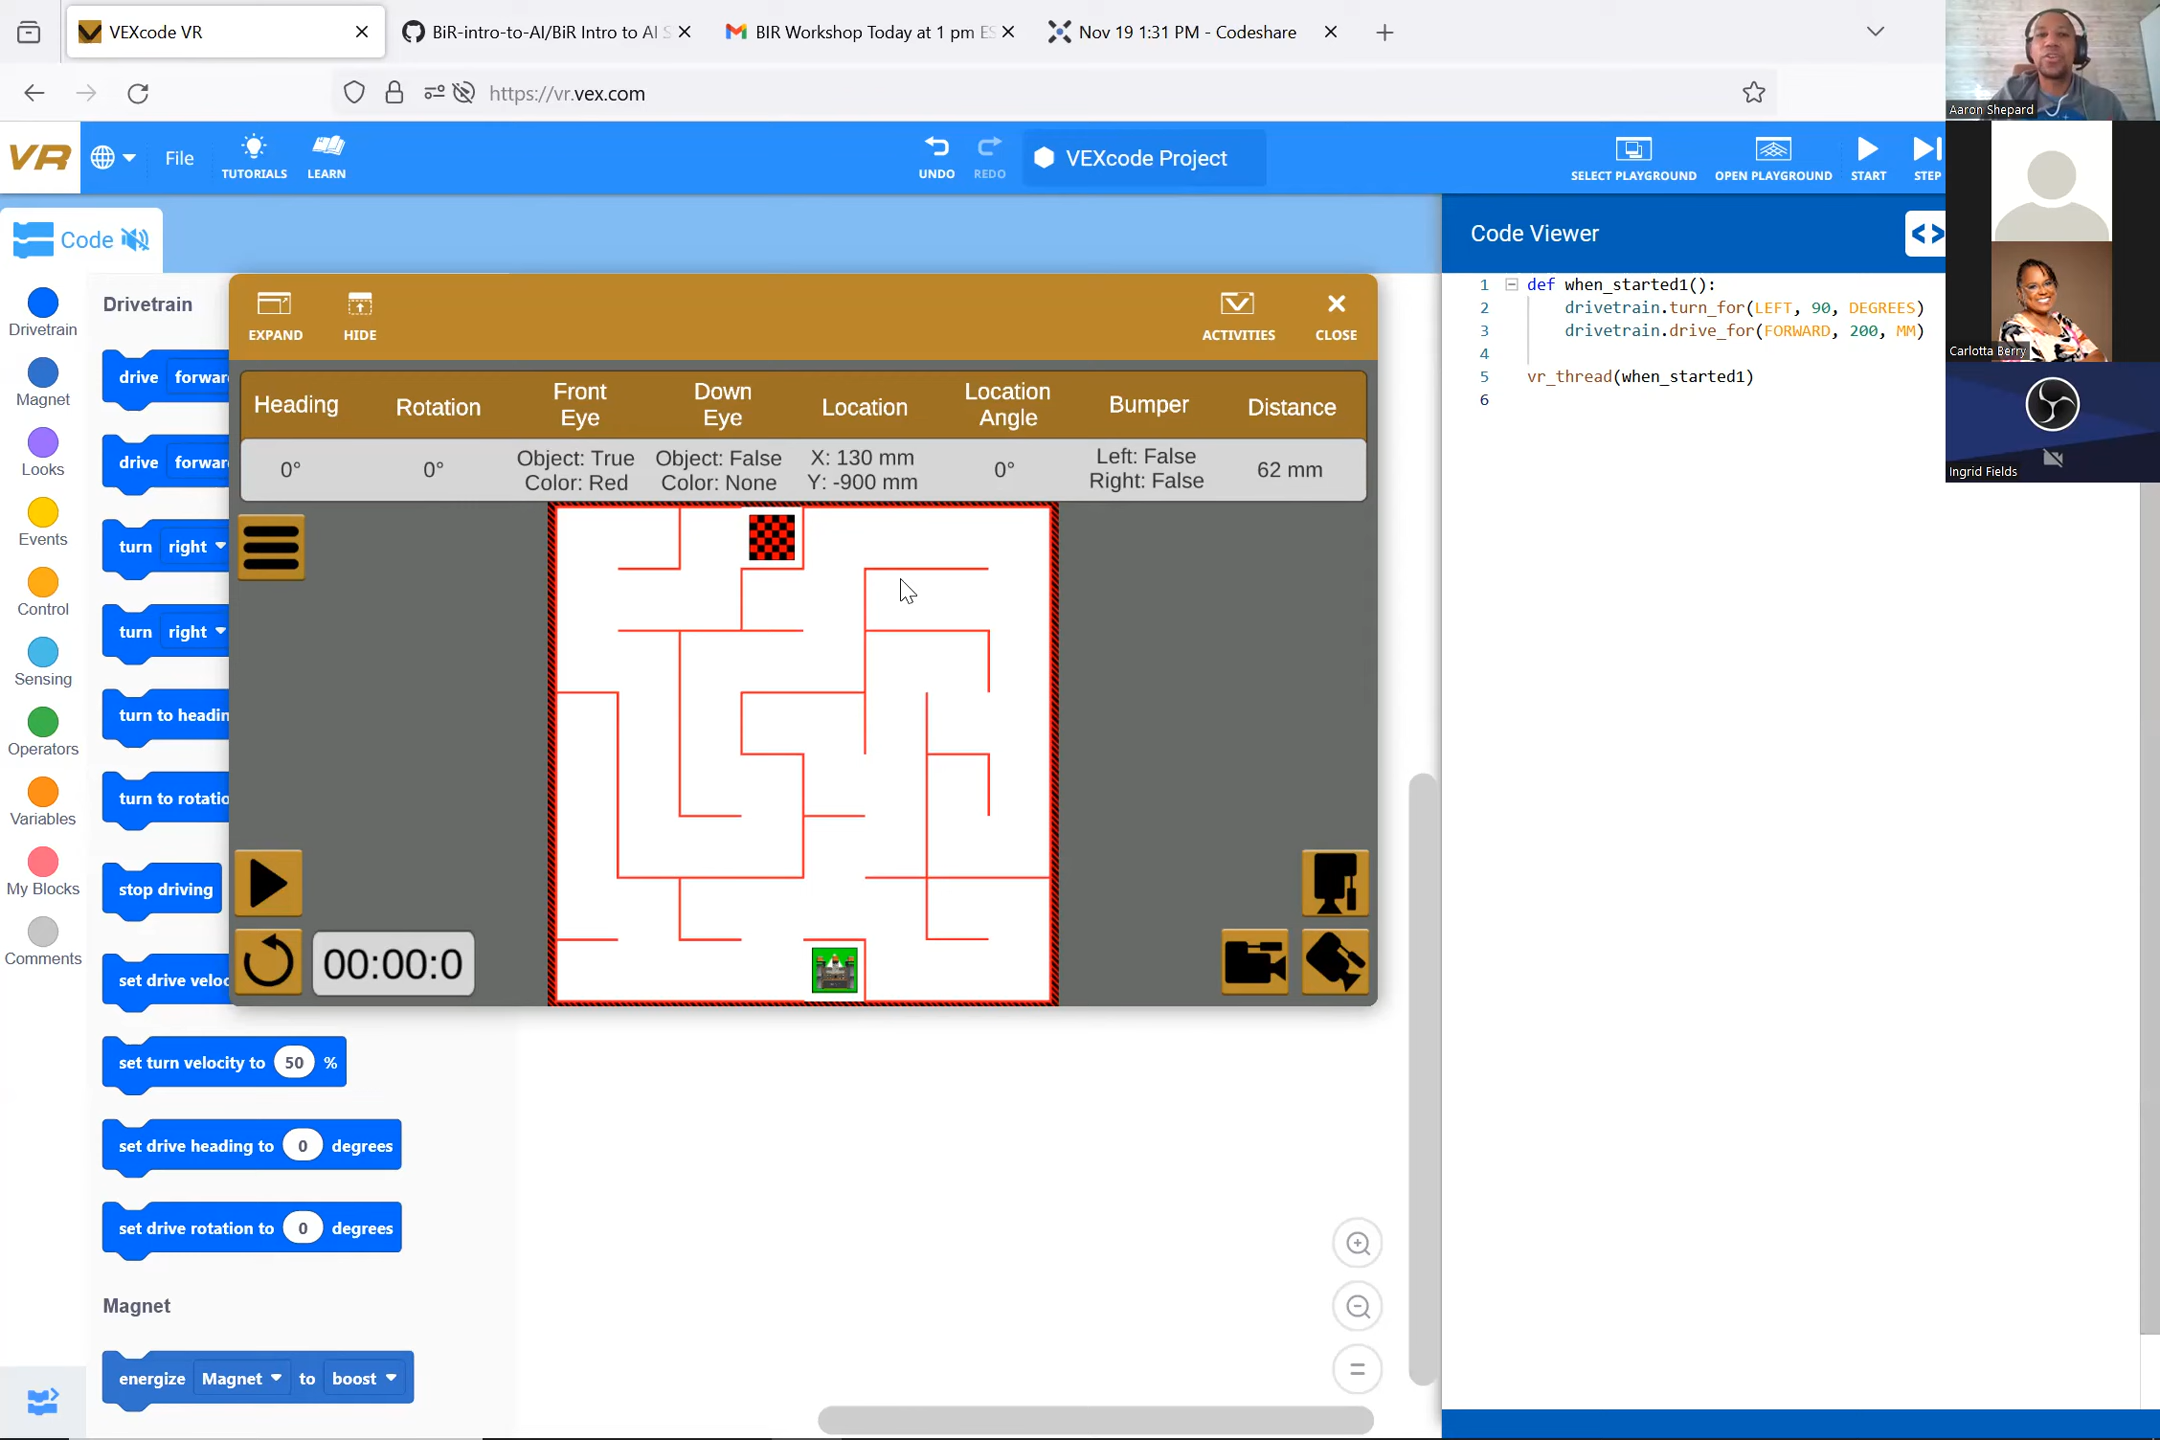 VEXcode VR
BiR-intro-to-AI/BiR Intro to AI S
BIR Workshop Today at 1 pm ES
Nov 19 1:31 PM - Codeshare
https://vr.vex.com
Aaron Shepard
VR
File
TUTORIALS
LEARN
UNDO
REDO
VEXcode Project
SELECT PLAYGROUND
OPEN PLAYGROUND
START
STEP
Code
Code Viewer
Drivetrain
Magnet
Looks
Events
Control
Sensing
Operators
Variables
My Blocks
Comments
Drivetrain
drive forwar
drive forwar
turn right
turn right
turn to headin
turn to rotatio
stop driving
set drive veloc
set turn velocity to 50 %
set drive heading to 0 degrees
set drive rotation to 0 degrees
Magnet
energize Magnet to boost
EXPAND
HIDE
ACTIVITIES
CLOSE
Heading
Rotation
Front Eye
Down Eye
Location
Location Angle
Bumper
Distance
0°
0°
Object: True
Color: Red
Object: False
Color: None
X: 130 mm
Y: -900 mm
0°
Left: False
Right: False
62 mm
00:00:0
1 def when_started1():
2 drivetrain.turn_for(LEFT, 90, DEGREES)
3 drivetrain.drive_for(FORWARD, 200, MM)
4
5 vr_thread(when_started1)
6
Carlotta Berry
Ingrid Fields